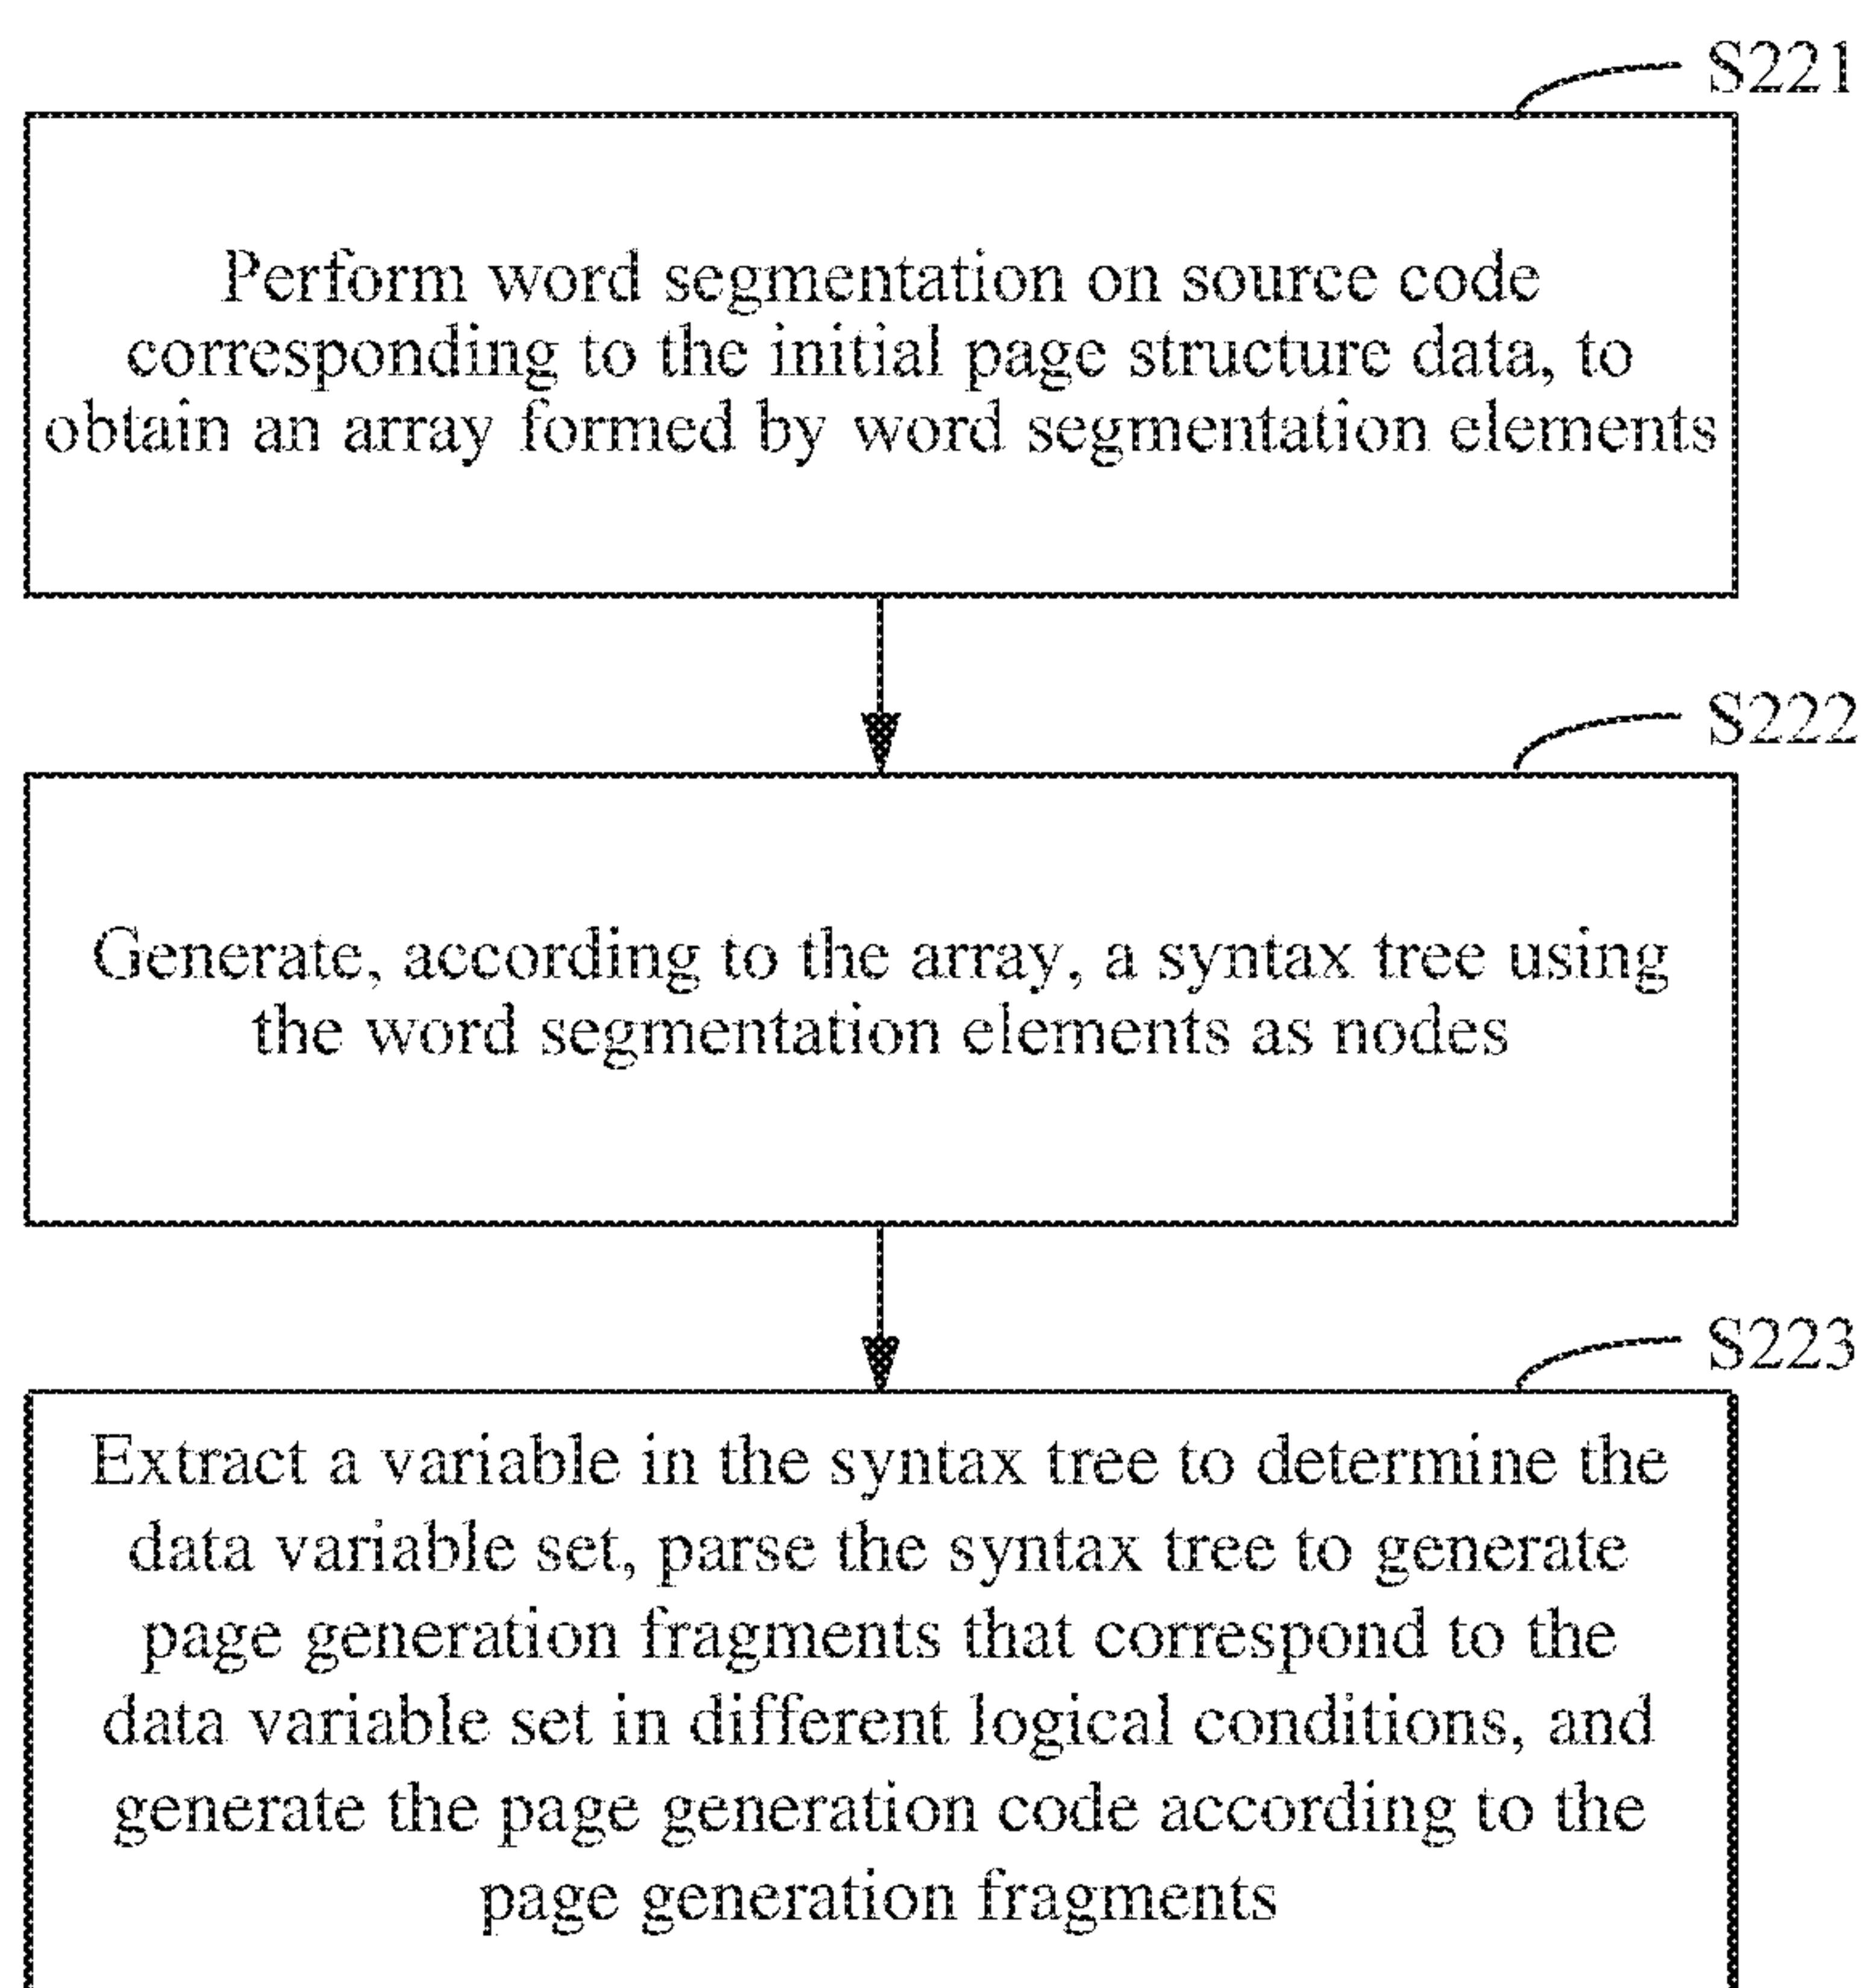 S221
Perform word segmentation on source code
corresponding to the initial page structure data, to
obtain an array formed by word segmentation elements
S222
Generate, according to the array, a syntax tree using
the word segmentation elements as nodes
S223
Extract a variable in the syntax tree to determine the
data variable set, parse the syntax tree to generate
page generation fragments that correspond to the
data variable set in different logical conditions, and
generate the page generation code according to the
page generation fragments